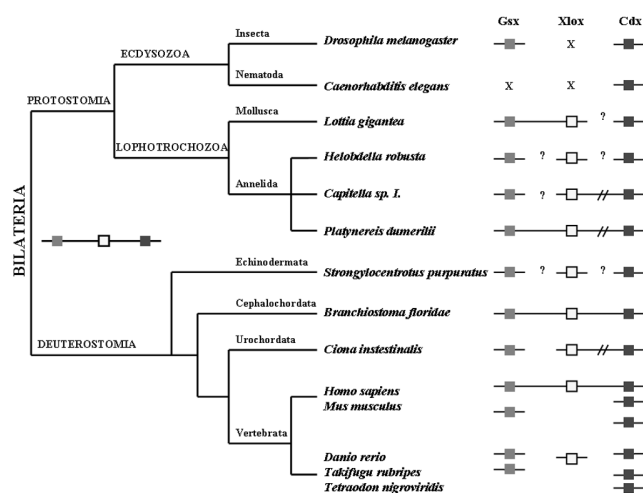 Gsx Xlox Cdx
Insecta
Drosophila melanogaster x
ECDYSOZOA
Nematoda
Caenorhabditis elegans x x
PROTOSTOMIA
Mollusca
Lottia gigantea ?
LOPHOTROCHOZOA
Helobdella robusta ? ?
Annelida
Capitella sp. I. ? //
Platynereis dumerilii //
BILATERIA
Echinodermata
Strongylocentrotus purpuratus ? ?
Cephalochordata
Branchiostoma floridae
DEUTEROSTOMIA
Urochordata
Ciona instestinalis //
Homo sapiens
Mus musculus
Vertebrata
Danio rerio
Takifugu rubripes
Tetraodon nigroviridis